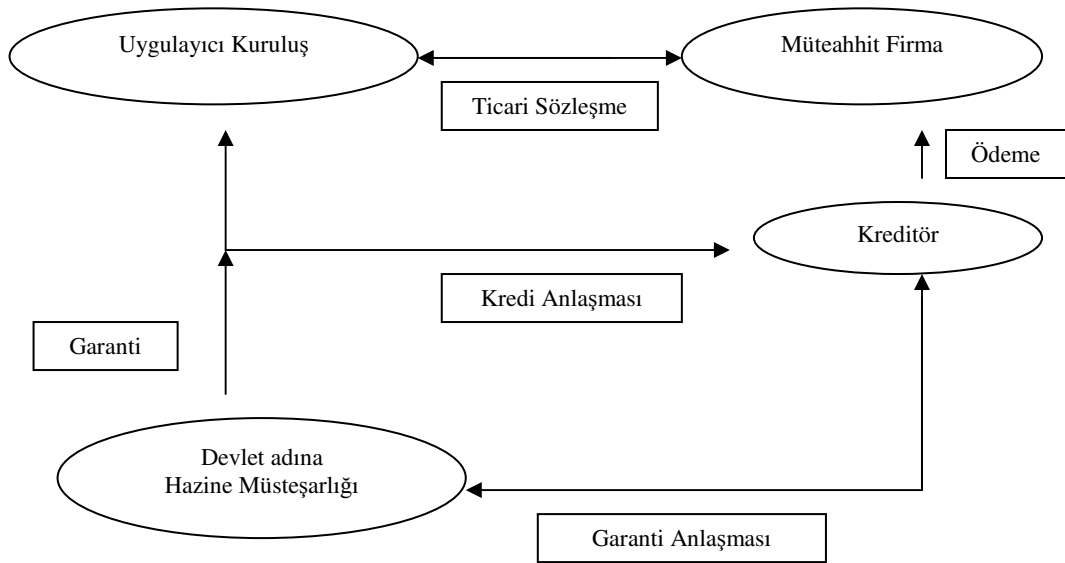 Uygulayıcı Kuruluş
Müteahhit Firma
Ticari Sözleşme
Ödeme
Kreditör
Kredi Anlaşması
Garanti
Devlet adına
Hazine Müsteşarlığı
Garanti Anlaşması